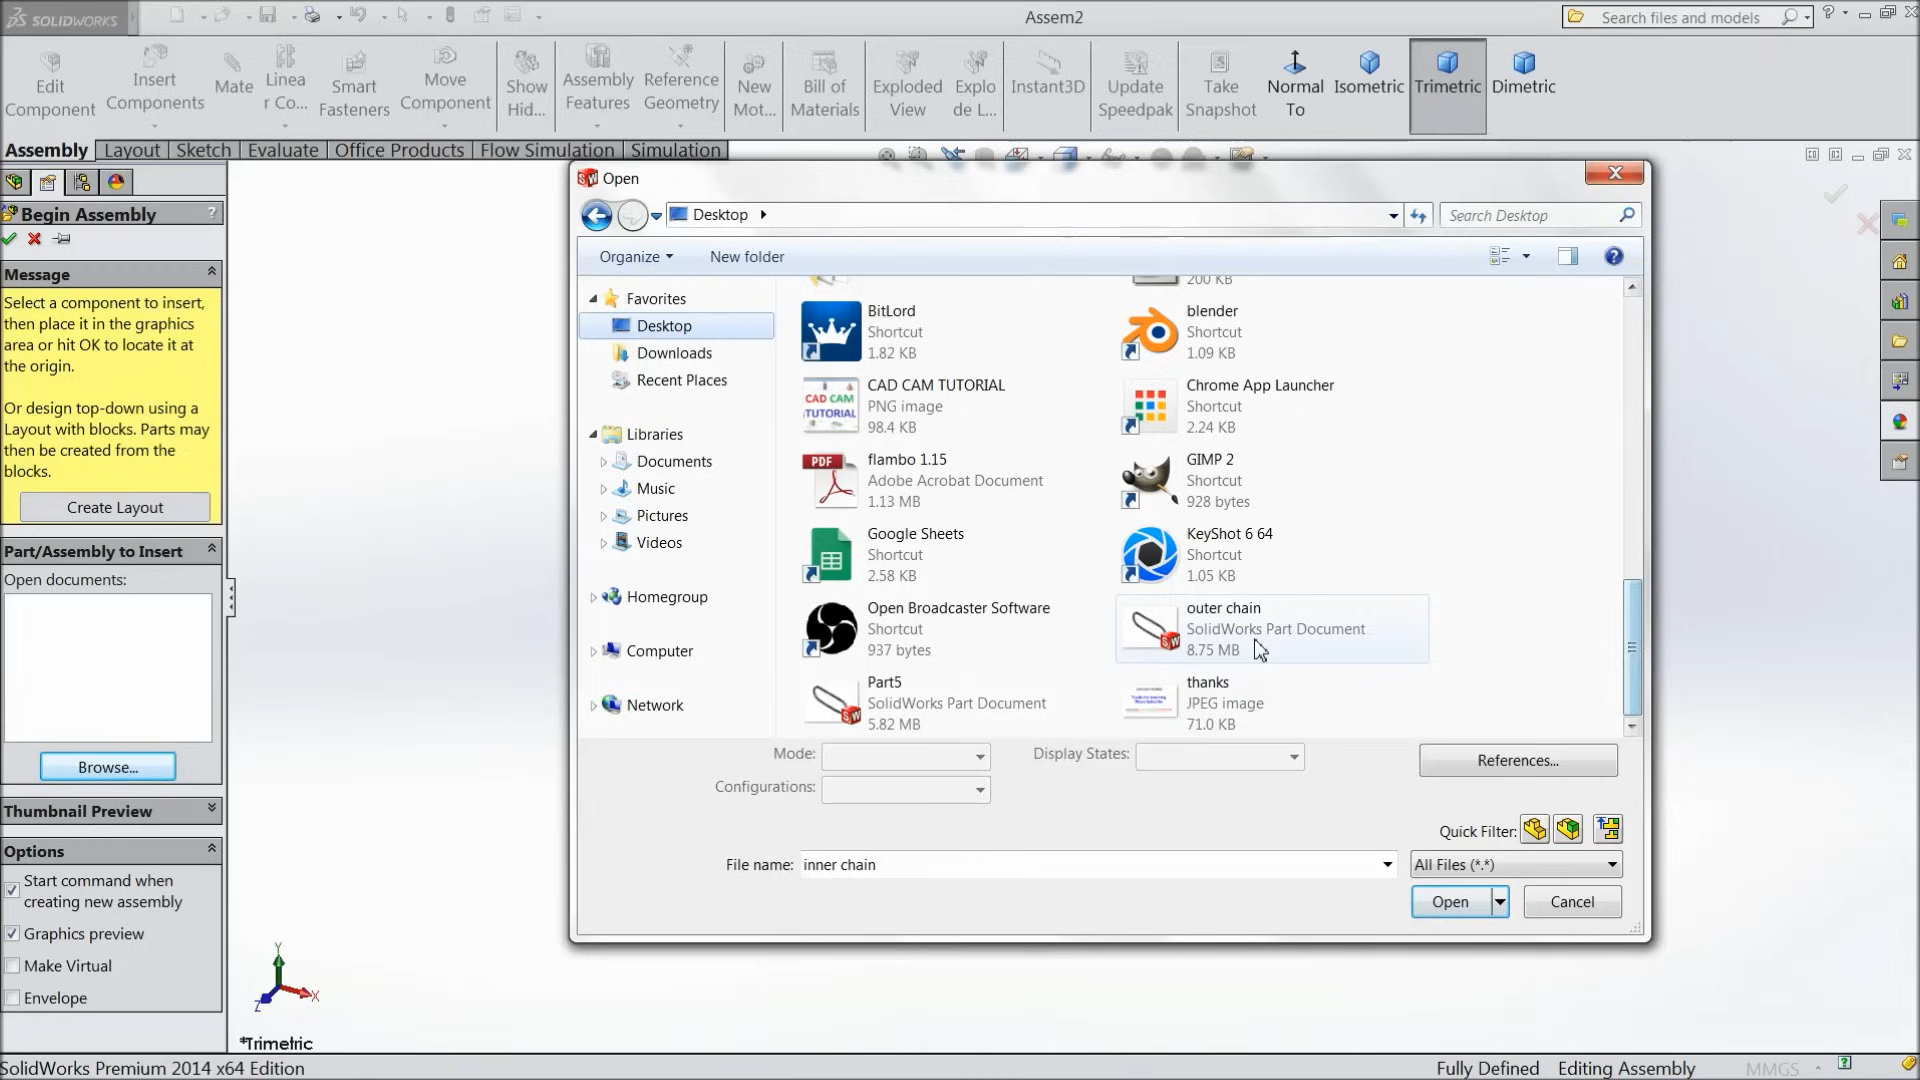 SOLIDWORKS
Assem2
Search files and models
Edit Component
Insert Components
Mate
Linea r Co...
Smart Fasteners
Move Component
Show Hid...
Assembly Features
Reference Geometry
New Mot...
Bill of Materials
Exploded View
Explo de L...
Instant3D
Update Speedpak
Take Snapshot
Normal To
Isometric
Trimetric
Dimetric
Assembly
Layout
Sketch
Evaluate
Office Products
Flow Simulation
Simulation
Begin Assembly
?
Message
Select a component to insert,
then place it in the graphics
area or hit OK to locate it at
the origin.
Or design top-down using a
Layout with blocks. Parts may
then be created from the
blocks.
Create Layout
Part/Assembly to Insert
Open documents:
Browse...
Thumbnail Preview
Options
Start command when
creating new assembly
Graphics preview
Make Virtual
Envelope
Y
X
Z
*Trimetric
SolidWorks Premium 2014 x64 Edition
Fully Defined
Editing Assembly
MMGS
SW Open
Desktop
Search Desktop
Organize
New folder
Favorites
Desktop
Downloads
Recent Places
Libraries
Documents
Music
Pictures
Videos
Homegroup
Computer
Network
200 KB
BitLord
Shortcut
1.82 KB
blender
Shortcut
1.09 KB
CAD CAM
TUTORIAL
CAD CAM TUTORIAL
PNG image
98.4 KB
Chrome App Launcher
Shortcut
2.24 KB
PDF
flambo 1.15
Adobe Acrobat Document
1.13 MB
GIMP 2
Shortcut
928 bytes
Google Sheets
Shortcut
2.58 KB
KeyShot 6 64
Shortcut
1.05 KB
Open Broadcaster Software
Shortcut
937 bytes
SW
outer chain
SolidWorks Part Document
8.75 MB
SW
Part5
SolidWorks Part Document
5.82 MB
thanks
JPEG image
71.0 KB
Mode:
Display States:
References...
Configurations:
Quick Filter:
File name:
inner chain
All Files (*.*)
Open
Cancel